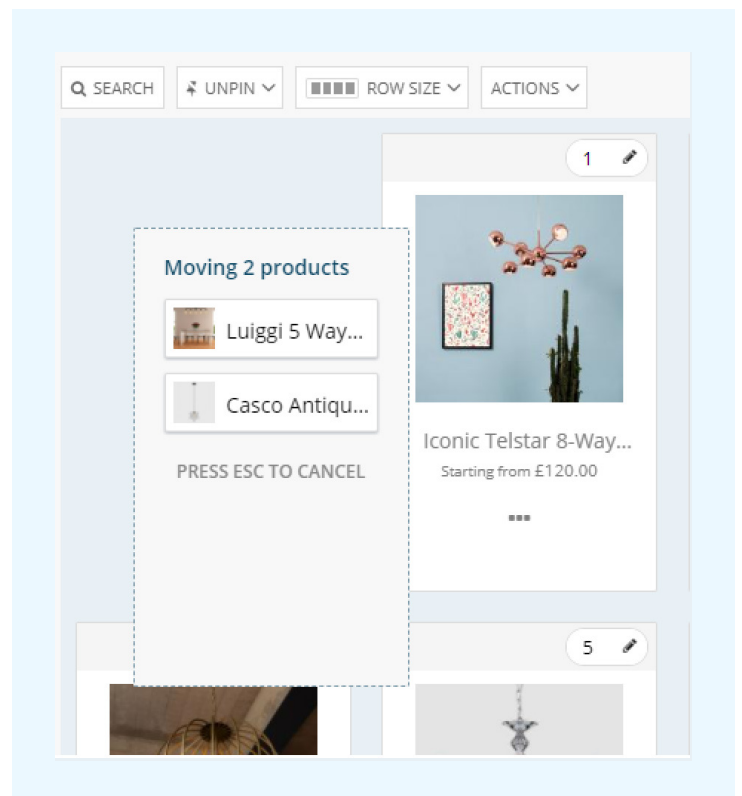 SEARCH
UNPIN
ROW SIZE
ACTIONS
1
Moving 2 products
Luiggi 5 Way...
Casco Antiqu...
PRESS ESC TO CANCEL
Iconic Telstar 8-Way...
Starting from £120.00
5